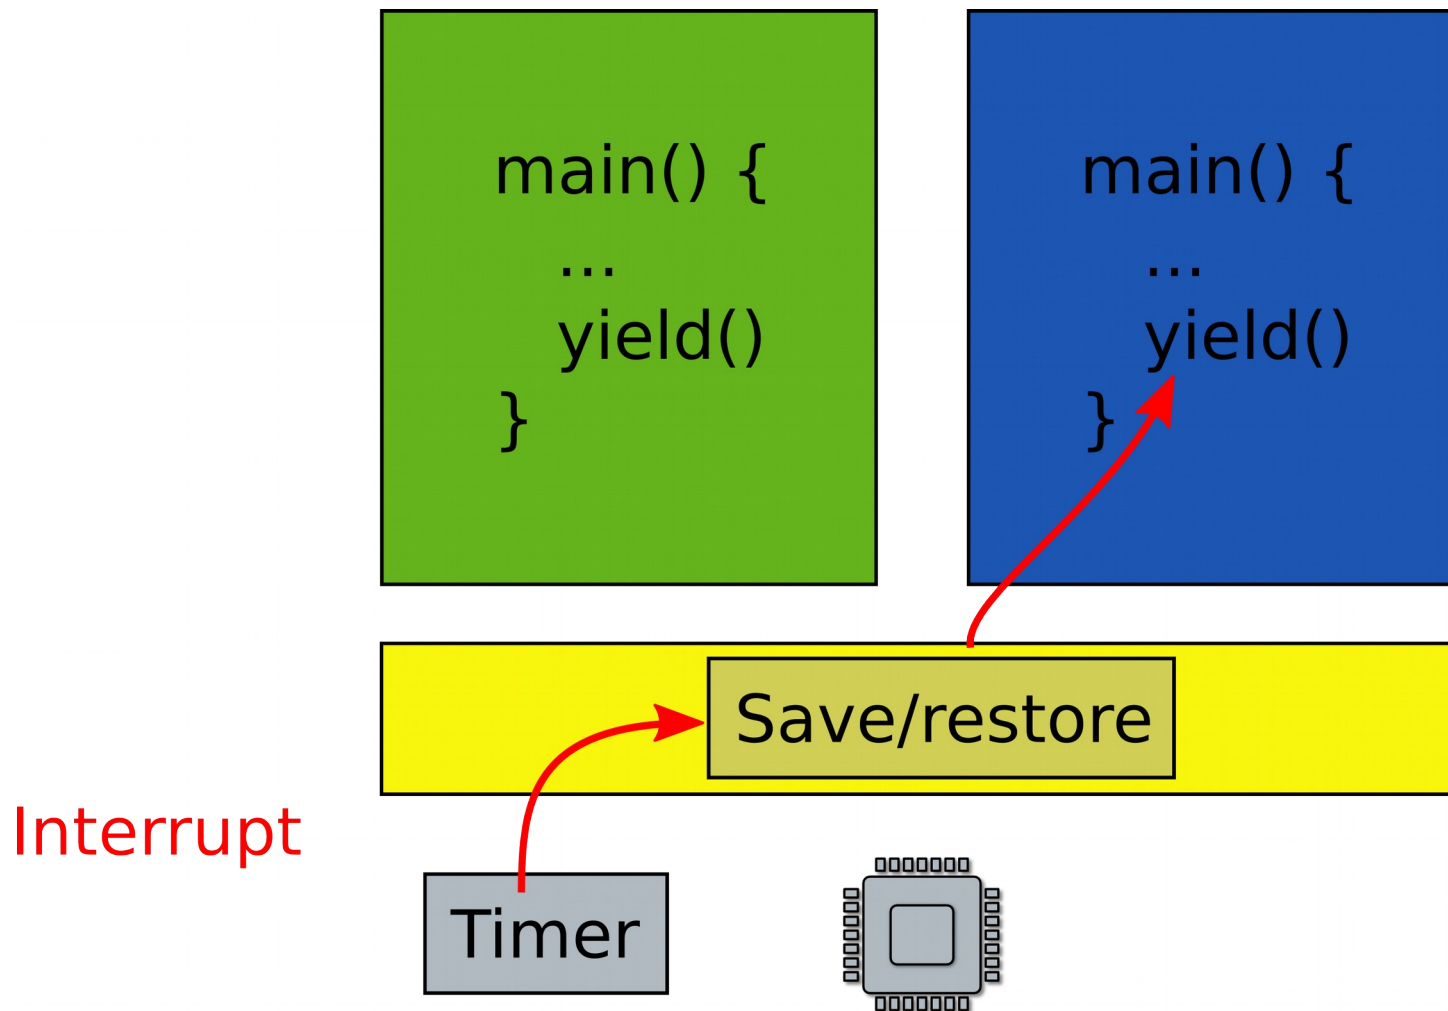 main() {
...
yield()
}
main() {
...
yield()
}
Save/restore
Interrupt
Timer